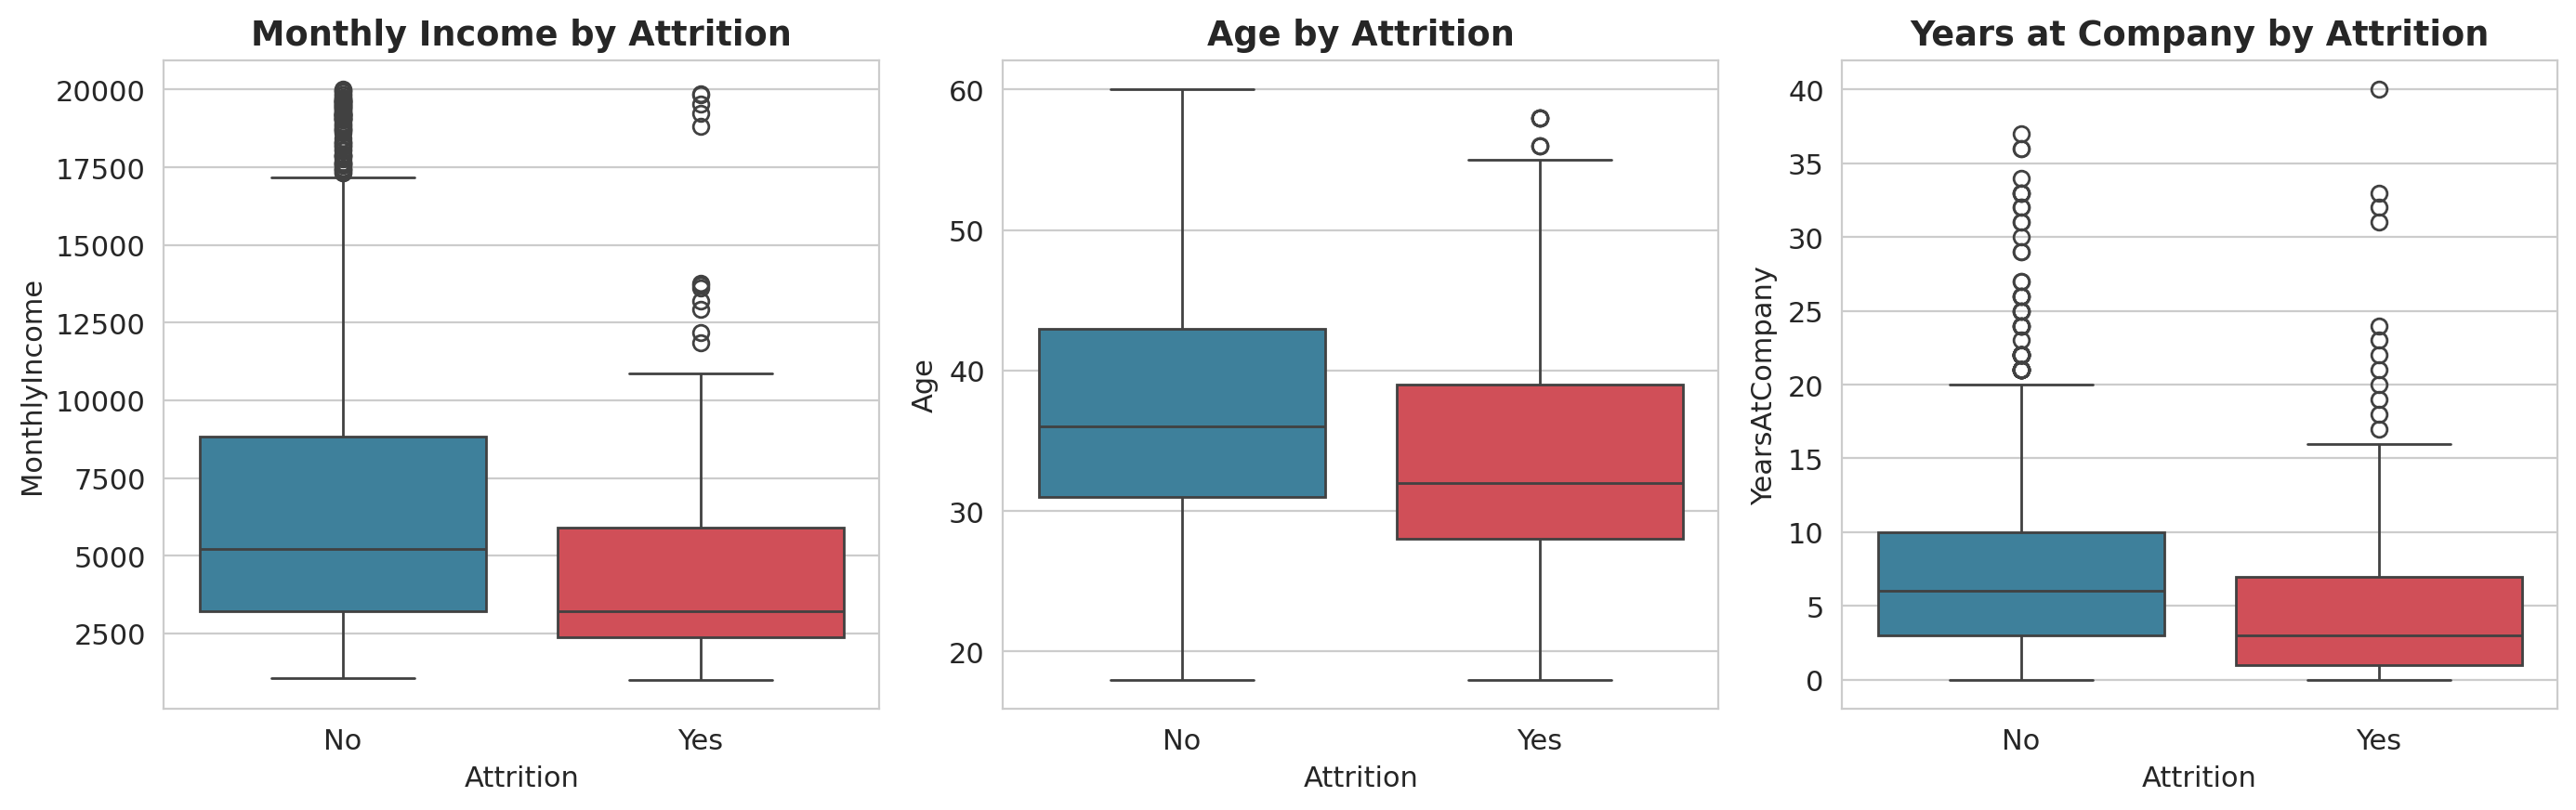 Monthly Income by Attrition
20000
17500
15000
12500
10000
7500
5000
2500
MonthlyIncome
No
Yes
Attrition
Age by Attrition
60
50
40
30
20
Age
No
Yes
Attrition
Years at Company by Attrition
40
35
30
25
20
15
10
5
0
YearsAtCompany
No
Yes
Attrition